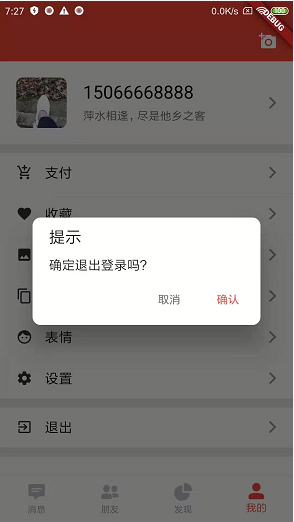 7:27
0.0K/s
100
DEBUG
15066668888
萍水相逢，尽是他乡之客
支付
收藏
提示
确定退出登录吗?
取消
确认
表情
设置
退出
消息
朋友
发现
我的